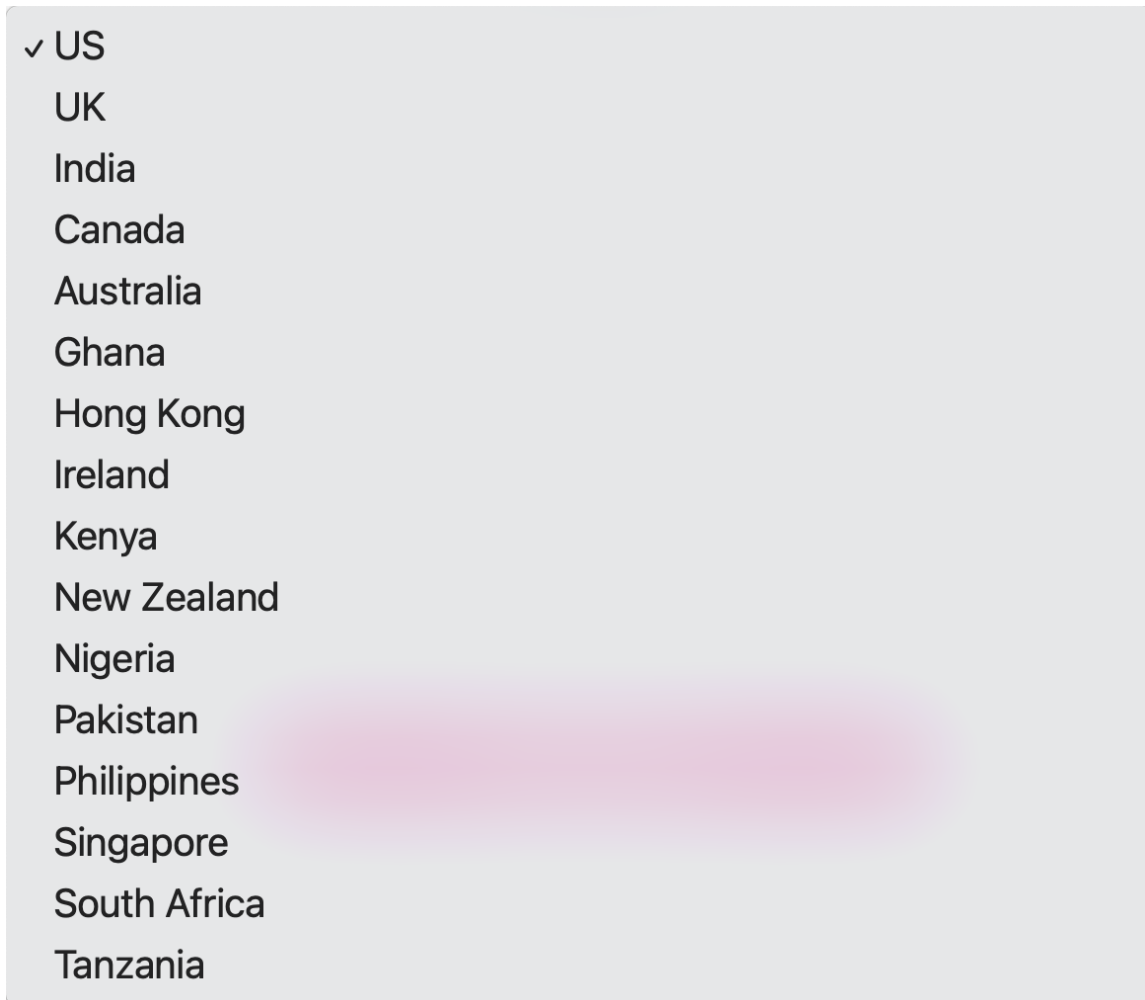 ✓ US
UK
India
Canada
Australia
Ghana
Hong Kong
Ireland
Kenya
New Zealand
Nigeria
Pakistan
Philippines
Singapore
South Africa
Tanzania